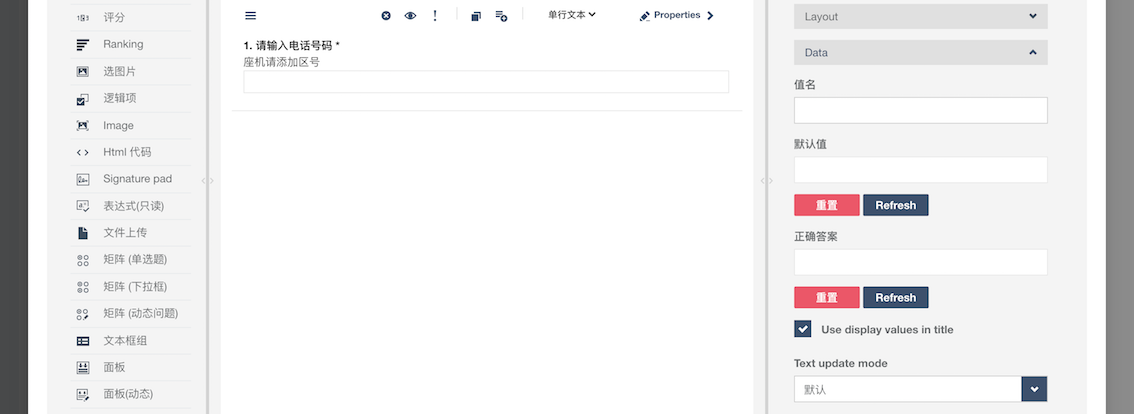 评分
Ranking
选图片
逻辑项
Image
Html 代码
Signature pad
表达式(只读)
文件上传
矩阵 (单选题)
矩阵 (下拉框)
矩阵 (动态问题)
文本框组
面板
面板(动态)
单行文本
Properties
1. 请输入电话号码 *
座机请添加区号
Layout
Data
值名
默认值
重置 Refresh
正确答案
重置 Refresh
Use display values in title
Text update mode
默认